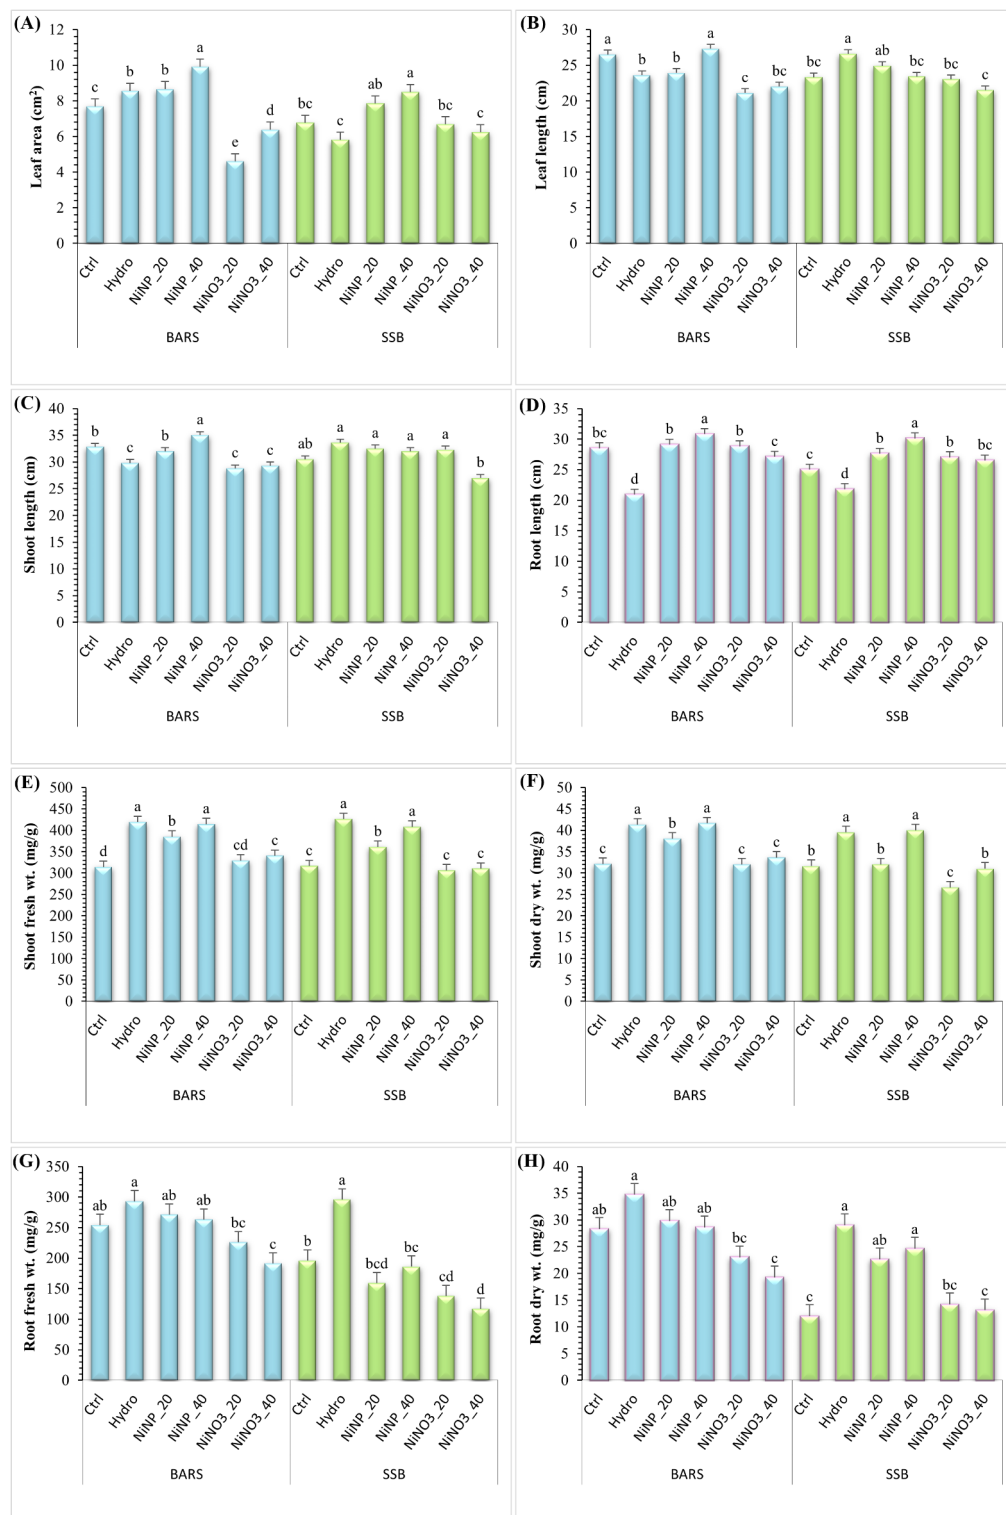 (A)
Leaf area (cm²)
12
10
8
6
4
2
0
c b b a e d bc c ab a bc c
Ctrl Hydro NiNP_20 NiNP_40 NiNO3_20 NiNO3_40 Ctrl Hydro NiNP_20 NiNP_40 NiNO3_20 NiNO3_40
BARS SSB
(B)
Leaf length (cm)
30
25
20
15
10
5
0
a b b a c bc bc a ab bc bc c
Ctrl Hydro NiNP_20 NiNP_40 NiNO3_20 NiNO3_40 Ctrl Hydro NiNP_20 NiNP_40 NiNO3_20 NiNO3_40
BARS SSB
(C)
Shoot length (cm)
40
35
30
25
20
15
10
5
0
b c b a c c ab a a a a b
Ctrl Hydro NiNP_20 NiNP_40 NiNO3_20 NiNO3_40 Ctrl Hydro NiNP_20 NiNP_40 NiNO3_20 NiNO3_40
BARS SSB
(D)
Root length (cm)
35
30
25
20
15
10
5
0
bc d b a b c c d b a b bc
Ctrl Hydro NiNP_20 NiNP_40 NiNO3_20 NiNO3_40 Ctrl Hydro NiNP_20 NiNP_40 NiNO3_20 NiNO3_40
BARS SSB
(E)
Shoot fresh wt. (mg/g)
500
450
400
350
300
250
200
150
100
50
0
d a b a cd c c a b a c c
Ctrl Hydro NiNP_20 NiNP_40 NiNO3_20 NiNO3_40 Ctrl Hydro NiNP_20 NiNP_40 NiNO3_20 NiNO3_40
BARS SSB
(F)
Shoot dry wt. (mg/g)
50
45
40
35
30
25
20
15
10
5
0
c a b a c c b a b a c b
Ctrl Hydro NiNP_20 NiNP_40 NiNO3_20 NiNO3_40 Ctrl Hydro NiNP_20 NiNP_40 NiNO3_20 NiNO3_40
BARS SSB
(G)
Root fresh wt. (mg/g)
350
300
250
200
150
100
50
0
ab a ab ab bc c b a bcd bc cd d
Ctrl Hydro NiNP_20 NiNP_40 NiNO3_20 NiNO3_40 Ctrl Hydro NiNP_20 NiNP_40 NiNO3_20 NiNO3_40
BARS SSB
(H)
Root dry wt. (mg/g)
40
35
30
25
20
15
10
5
0
ab a ab ab bc c c a ab a bc c
Ctrl Hydro NiNP_20 NiNP_40 NiNO3_20 NiNO3_40 Ctrl Hydro NiNP_20 NiNP_40 NiNO3_20 NiNO3_40
BARS SSB